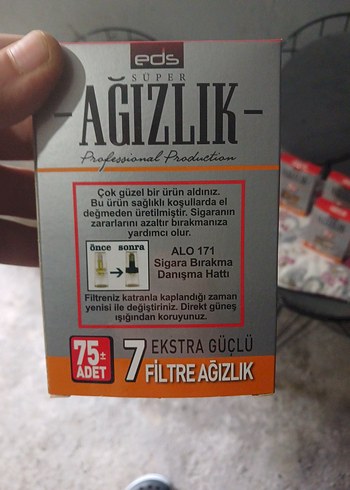 eds
SÜPER
-AĞIZLIK-
Professional Production
Çok güzel bir ürün aldınız.
Bu ürün sağlıklı koşullarda el
değmeden üretilmiştir. Sigaranın
zararlarını azaltır bırakmanıza
yardımcı olur.
önce sonra
ALO 171
Sigara Bırakma
Danışma Hattı
Filtreniz katranla kaplandığı zaman
yenisi ile değiştiriniz. Direkt güneş
ışığından koruyunuz.
75±
ADET
7 EKSTRA GÜÇLÜ
FİLTRE AĞIZLIK